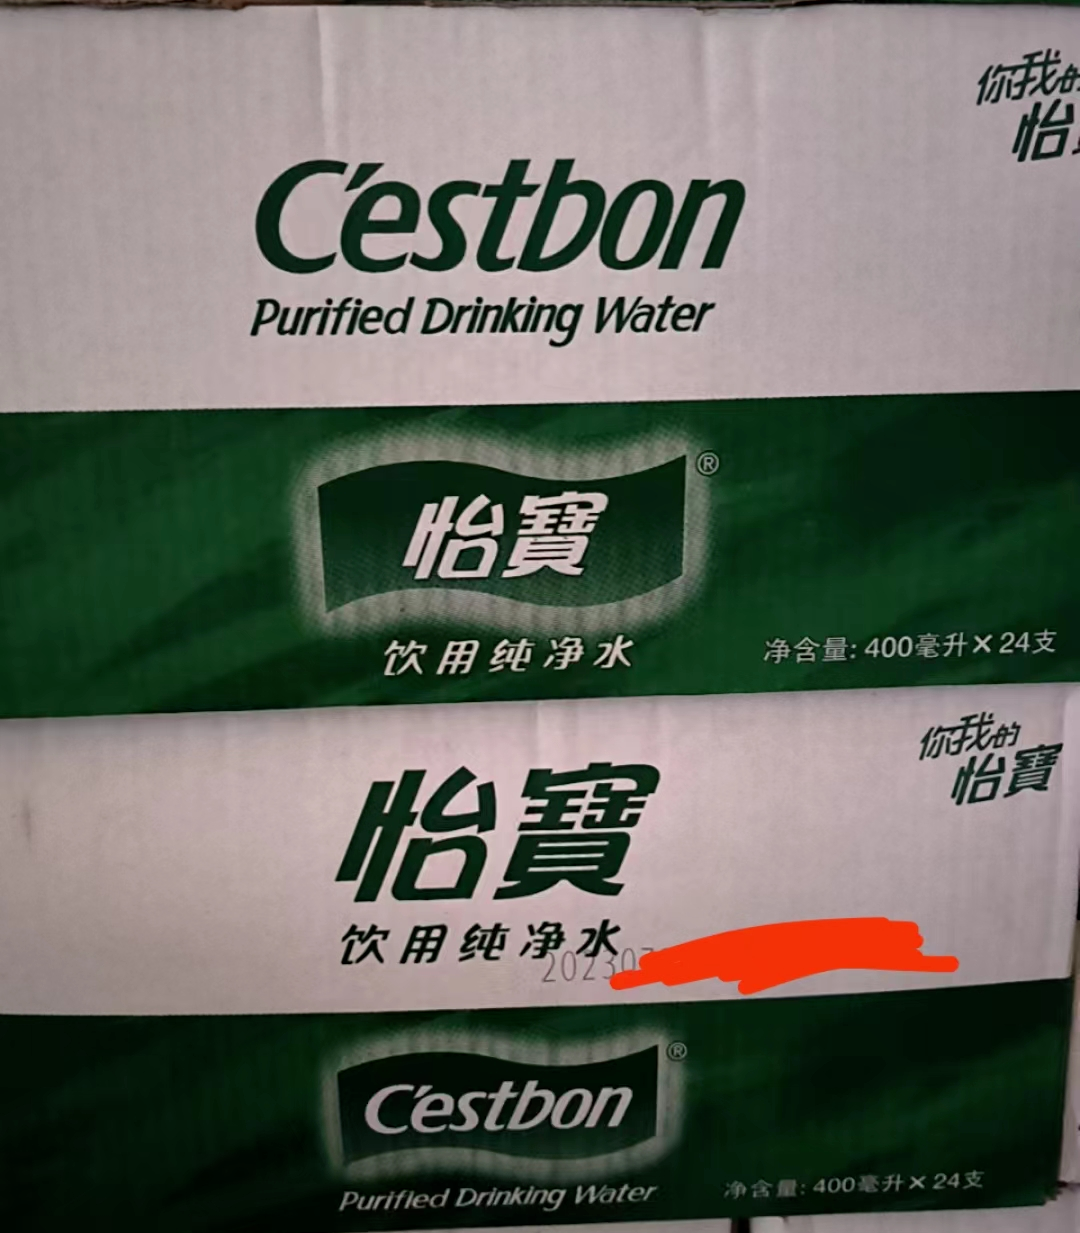 你我的
怡
C'estbon
Purified Drinking Water
怡寶®
饮用纯净水
净含量: 400毫升×24支
你我的
怡寶
怡寶
饮用纯净水
202307
C'estbon®
Purified Drinking Water
净含量: 400毫升×24支